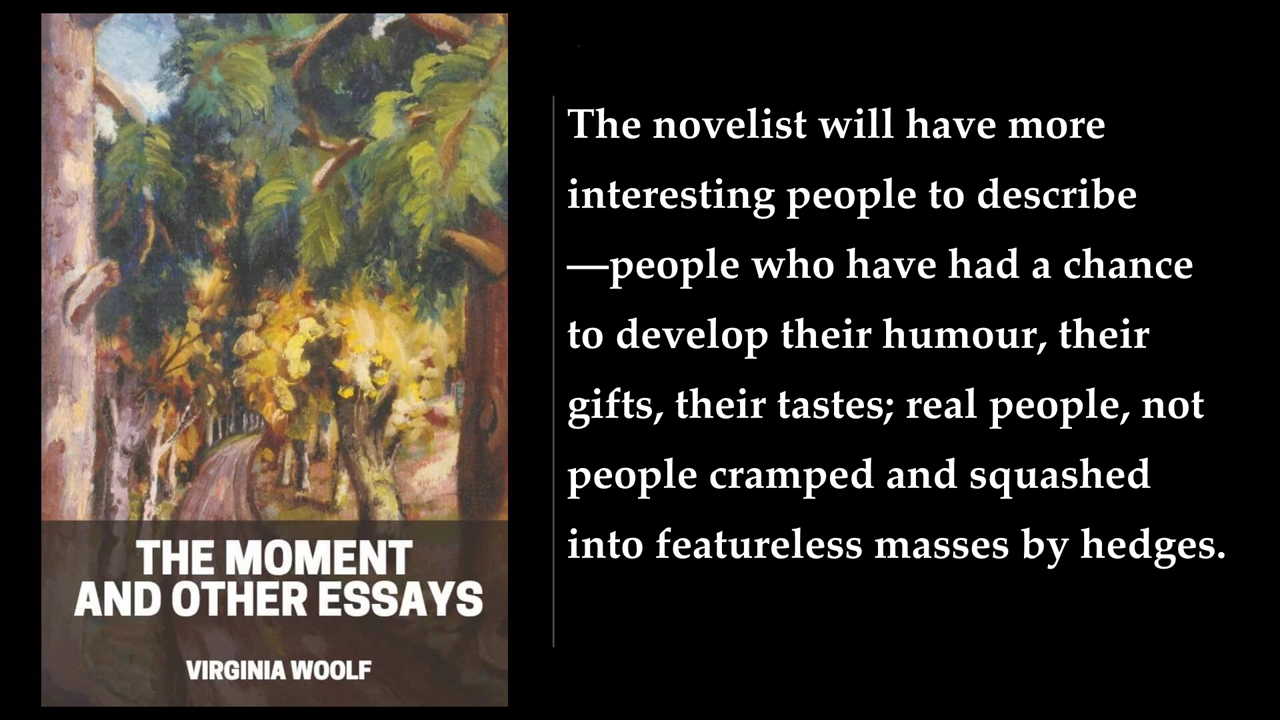 THE MOMENT
AND OTHER ESSAYS
VIRGINIA WOOLF
The novelist will have more
interesting people to describe
—people who have had a chance
to develop their humour, their
gifts, their tastes; real people, not
people cramped and squashed
into featureless masses by hedges.